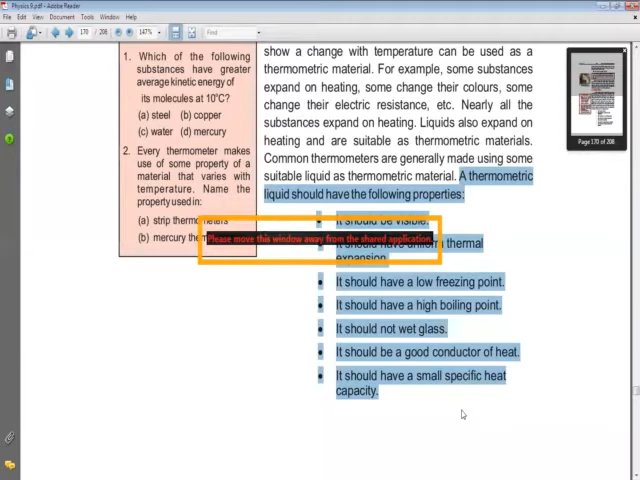 Physics 9.pdf - Adobe Reader
File Edit View Document Tools Window Help
170 / 208 147% Find
1. Which of the following
substances have greater
average kinetic energy of
its molecules at 10°C?
(a) steel (b) copper
(c) water (d) mercury
2. Every thermometer makes
use of some property of a
material that varies with
temperature. Name the
property used in:
(a) strip thermometers
(b) mercury
show a change with temperature can be used as a
thermometric material. For example, some substances
expand on heating, some change their colours, some
change their electric resistance, etc. Nearly all the
substances expand on heating. Liquids also expand on
heating and are suitable as thermometric materials.
Common thermometers are generally made using some
suitable liquid as thermometric material. A thermometric
liquid should have the following properties:
• It should be visible.
Please move this window away from the shared application.
• It should have uniform thermal
expansion.
• It should have a low freezing point.
• It should have a high boiling point.
• It should not wet glass.
• It should be a good conductor of heat.
• It should have a small specific heat
capacity.
Page 170 of 208